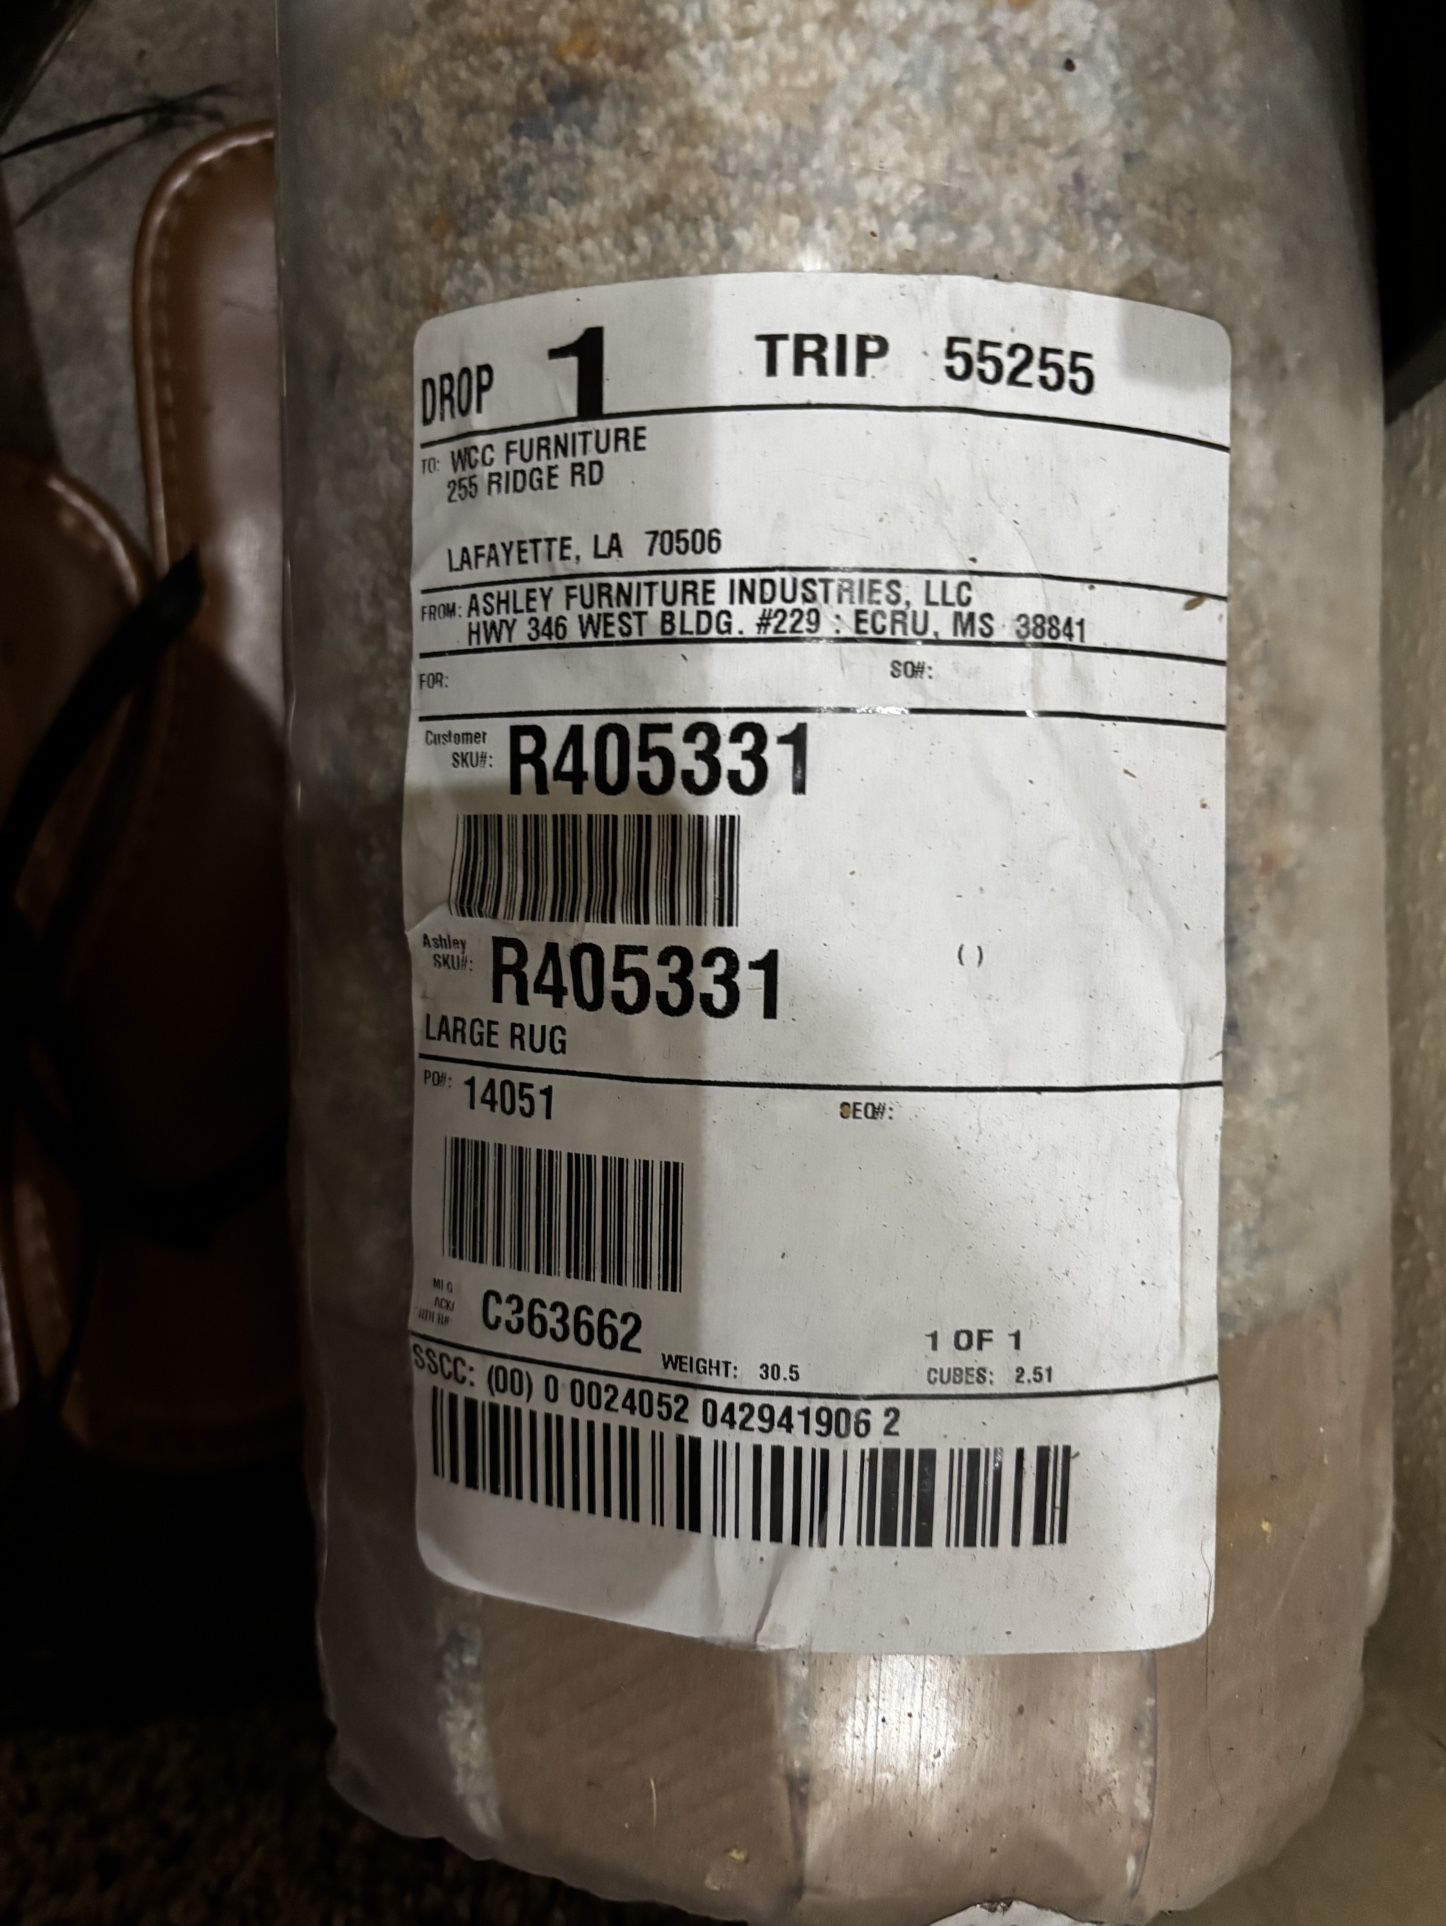 DROP 1 TRIP 55255
TO: WCC FURNITURE
255 RIDGE RD
LAFAYETTE, LA 70506
FROM: ASHLEY FURNITURE INDUSTRIES, LLC
HWY 346 WEST BLDG. #229 : ECRU, MS 38841
FOR: SO#:
Customer
SKU#: R405331
Ashley
SKU#: R405331 ( )
LARGE RUG
PO#: 14051 SEQ#:
MFG
ACK/
C363662
1 OF 1
WEIGHT: 30.5 CUBES: 2.51
SSCC: (00) 0 0024052 042941906 2